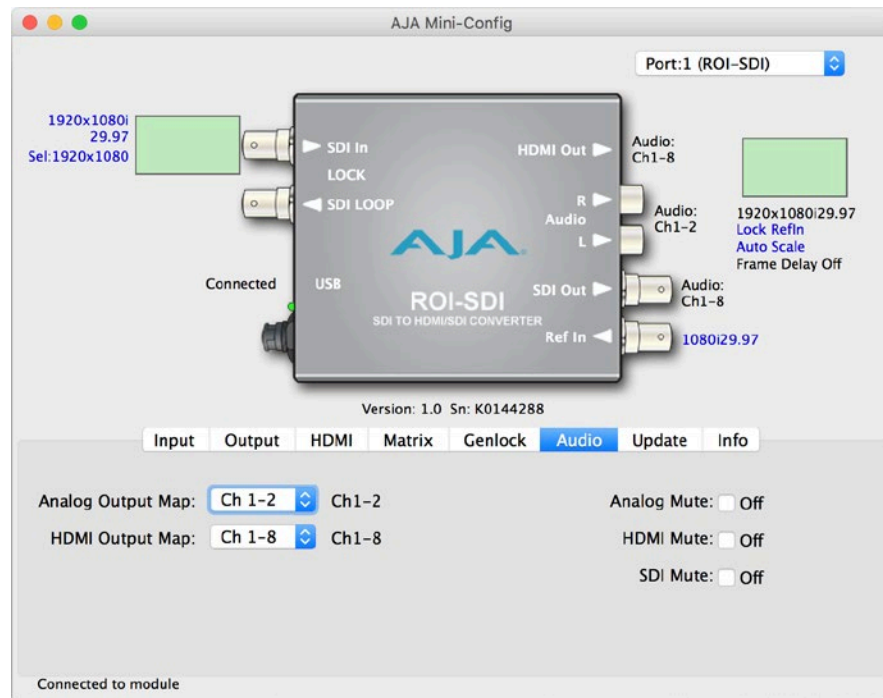 AJA Mini-Config
Port:1 (ROI-SDI)
1920x1080i
29.97
Sel:1920x1080
SDI In
LOCK
SDI LOOP
HDMI Out
R
Audio
L
AJA
Connected
USB
ROI-SDI
SDI TO HDMI/SDI CONVERTER
SDI Out
Ref In
Audio:
Ch1-8
Audio:
Ch1-2
Audio:
Ch1-8
1080i29.97
1920x1080i29.97
Lock RefIn
Auto Scale
Frame Delay Off
Version: 1.0 Sn: K0144288
Input Output HDMI Matrix Genlock Audio Update Info
Analog Output Map: Ch 1-2 Ch1-2
HDMI Output Map: Ch 1-8 Ch1-8
Analog Mute: Off
HDMI Mute: Off
SDI Mute: Off
Connected to module